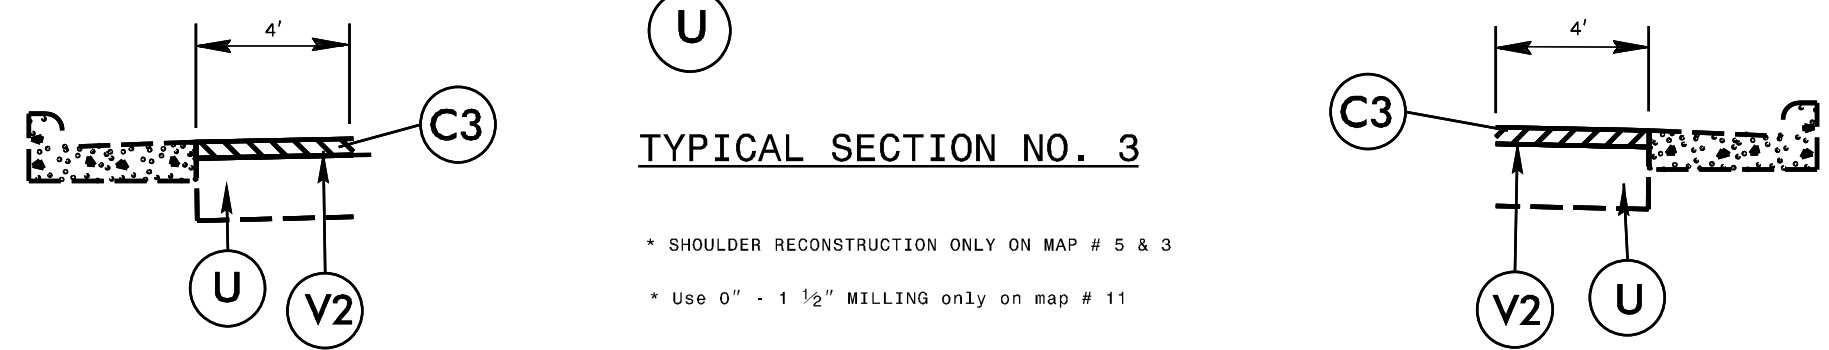 4' U 4'
C3 C3
TYPICAL SECTION NO. 3
* SHOULDER RECONSTRUCTION ONLY ON MAP # 5 & 3
* Use 0" - 1 ½" MILLING only on map # 11
U V2 V2 U